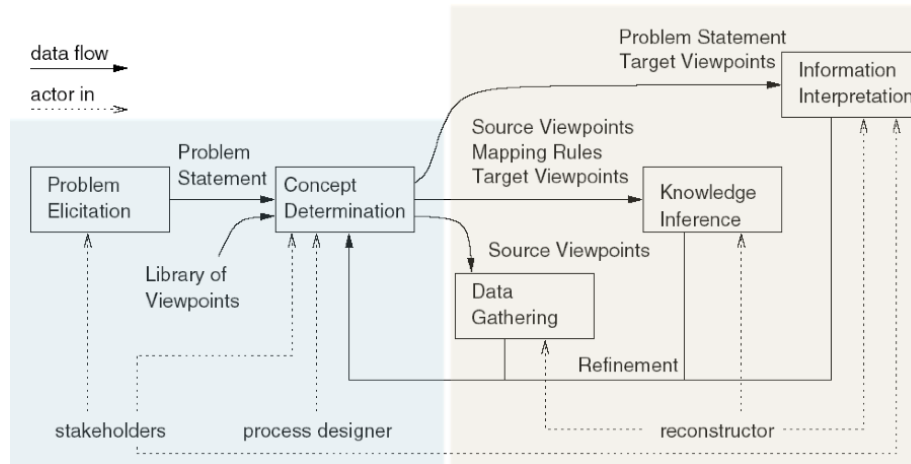 data flow
actor in
Problem
Elicitation
Problem
Statement
Concept
Determination
Library of
Viewpoints
Problem Statement
Target Viewpoints
Information
Interpretation
Source Viewpoints
Mapping Rules
Target Viewpoints
Knowledge
Inference
Source Viewpoints
Data
Gathering
Refinement
stakeholders
process designer
reconstructor